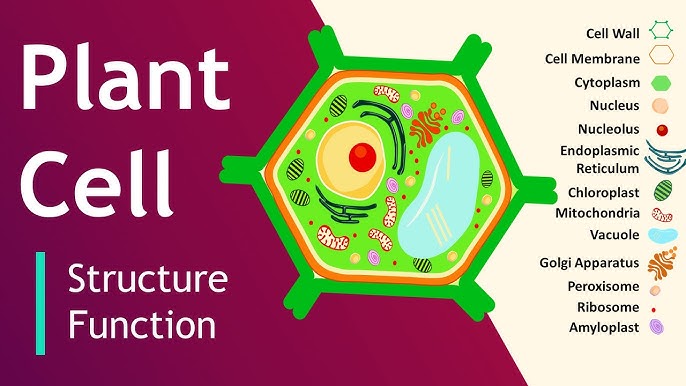 Plant
Cell
Structure
Function
Cell Wall
Cell Membrane
Cytoplasm
Nucleus
Nucleolus
Endoplasmic
Reticulum
Chloroplast
Mitochondria
Vacuole
Golgi Apparatus
Peroxisome
Ribosome
Amyloplast